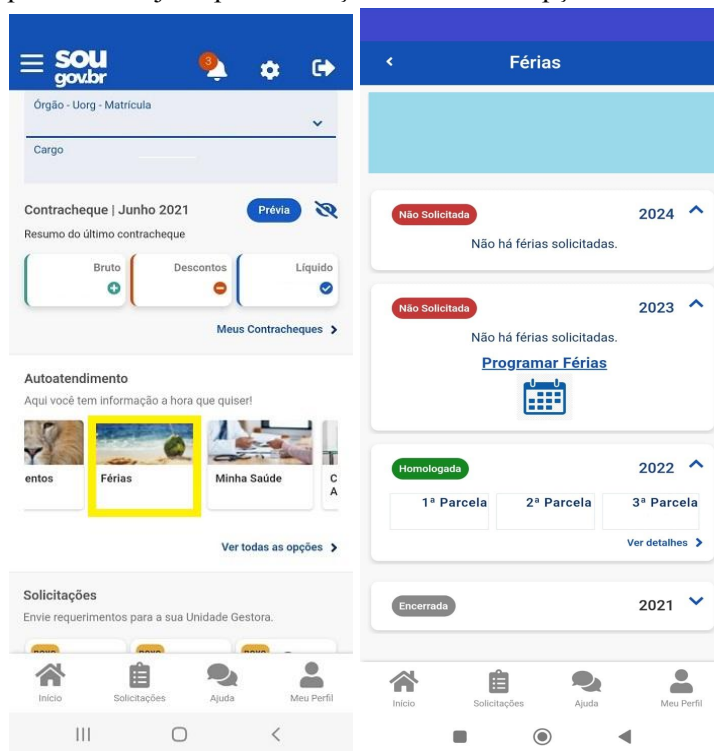 sou
gov.br
3
Órgão - Uorg - Matrícula
Cargo
Contracheque | Junho 2021
Prévia
Resumo do último contracheque
Bruto
Descontos
Líquido
Meus Contracheques
Autoatendimento
Aqui você tem informação a hora que quiser!
entos
Férias
Minha Saúde
C
A
Ver todas as opções
Solicitações
Envie requerimentos para a sua Unidade Gestora.
Início
Solicitações
Ajuda
Meu Perfil
Férias
Não Solicitada
2024
Não há férias solicitadas.
Não Solicitada
2023
Não há férias solicitadas.
Programar Férias
Homologada
2022
1ª Parcela
2ª Parcela
3ª Parcela
Ver detalhes
Encerrada
2021
Início
Solicitações
Ajuda
Meu Perfil